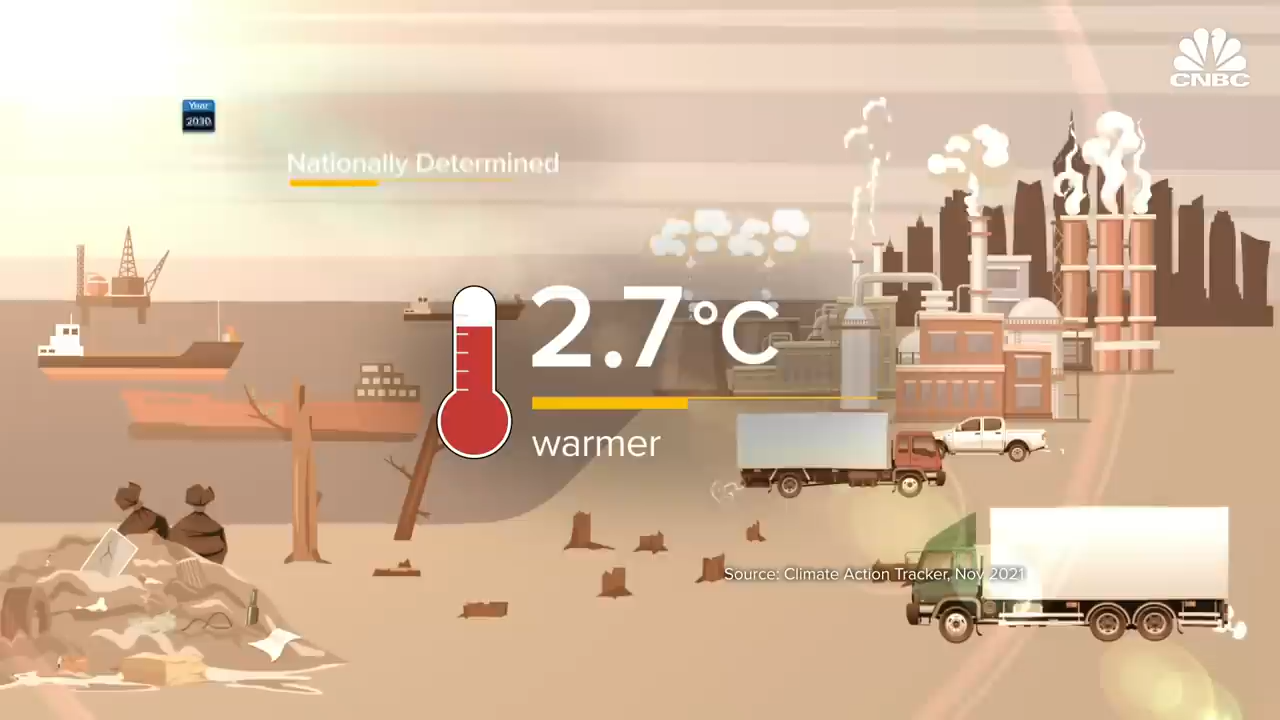 CNBC
Year
2030
Nationally Determined
2.7°C
warmer
Source: Climate Action Tracker, Nov 2021